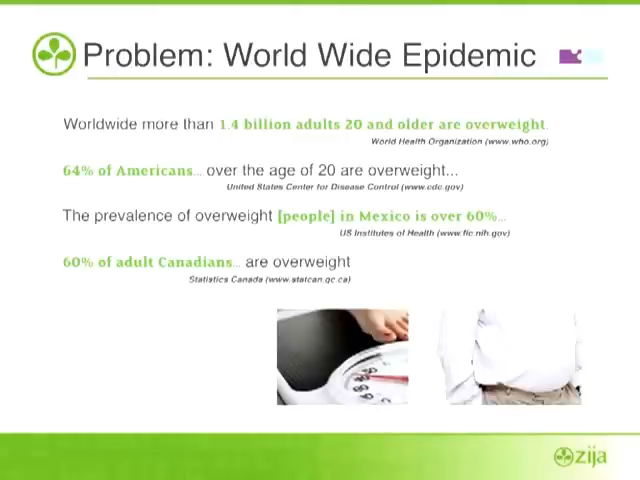 Problem: World Wide Epidemic
Worldwide more than 1.4 billion adults 20 and older are overweight.
World Health Organization (www.who.org)
64% of Americans... over the age of 20 are overweight...
United States Center for Disease Control (www.cdc.gov)
The prevalence of overweight [people] in Mexico is over 60%...
US Institutes of Health (www.fic.nih.gov)
60% of adult Canadians... are overweight
Statistics Canada (www.statcan.gc.ca)
zija